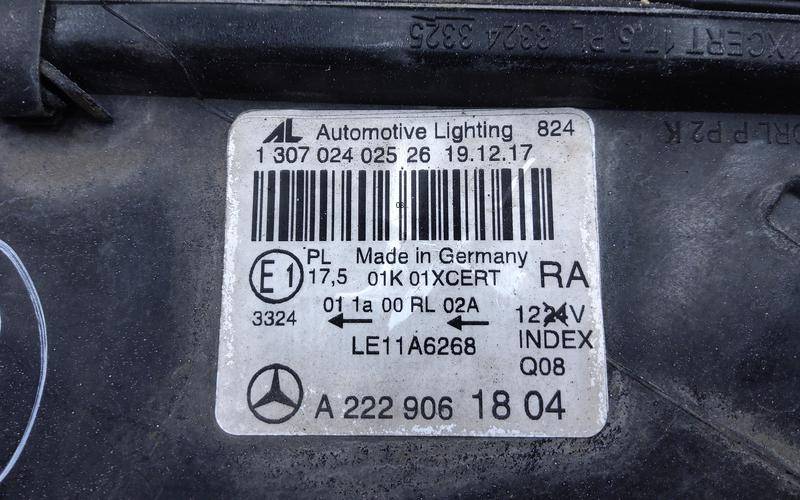 XCERT 17,5 PL 3324 3325
DRL P P2 K
AL Automotive Lighting 824
1 307 024 025 26 19.12.17
E1
PL Made in Germany
17,5 01K 01XCERT RA
01 1a 00 RL 02A
3324 ← ← 1224V
LE11A6268 INDEX
Q08
A 222 906 18 04